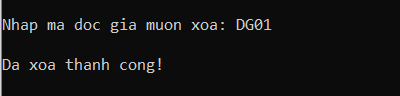 Nhap ma doc gia muon xoa: DG01
Da xoa thanh cong!